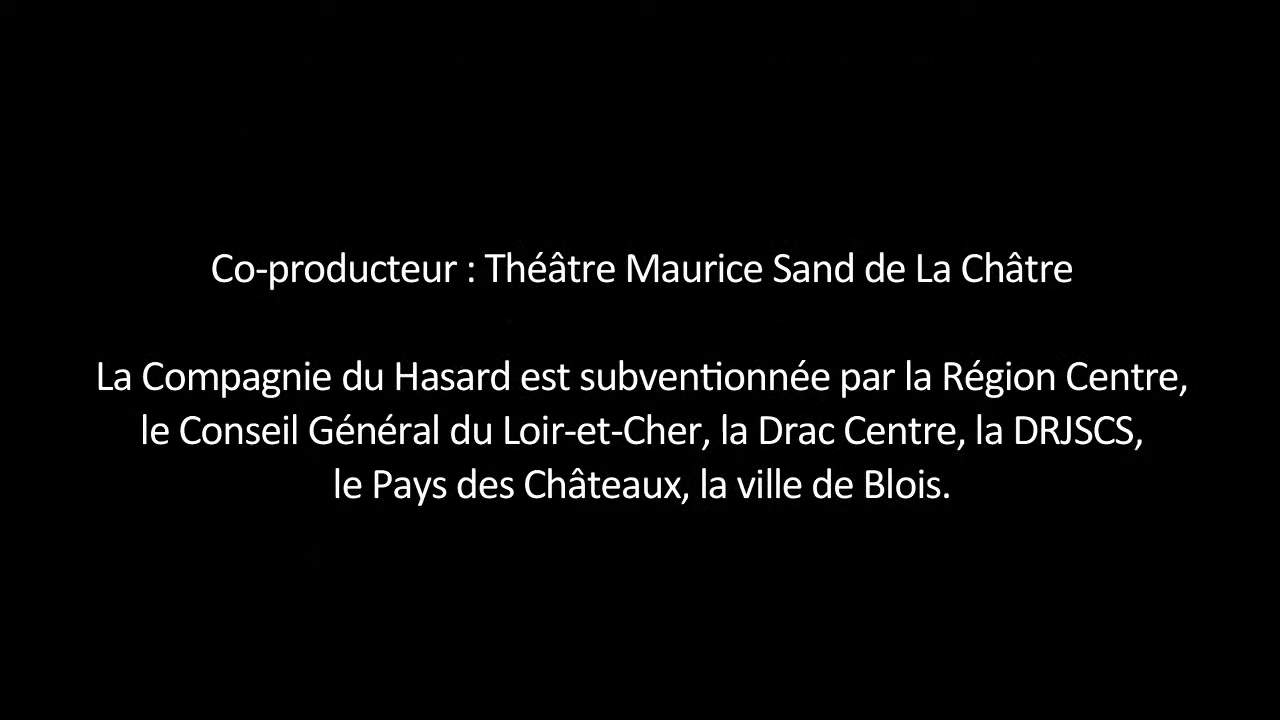 Co-producteur : Théâtre Maurice Sand de La Châtre
La Compagnie du Hasard est subventionnée par la Région Centre,
le Conseil Général du Loir-et-Cher, la Drac Centre, la DRJSCS,
le Pays des Châteaux, la ville de Blois.